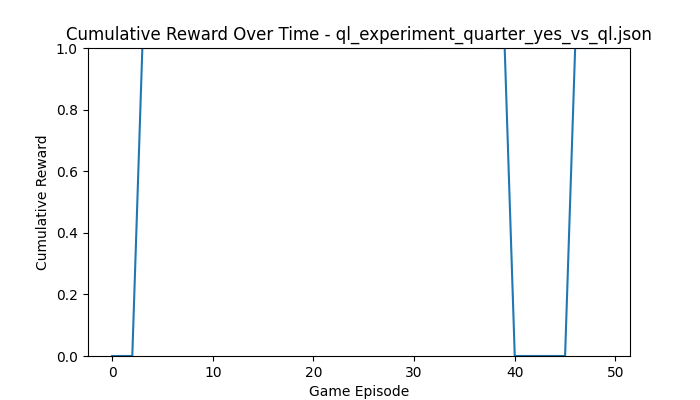 Cumulative Reward Over Time - ql_experiment_quarter_yes_vs_ql.json
1.0
0.8
0.6
0.4
0.2
0.0
Cumulative Reward
0 10 20 30 40 50
Game Episode